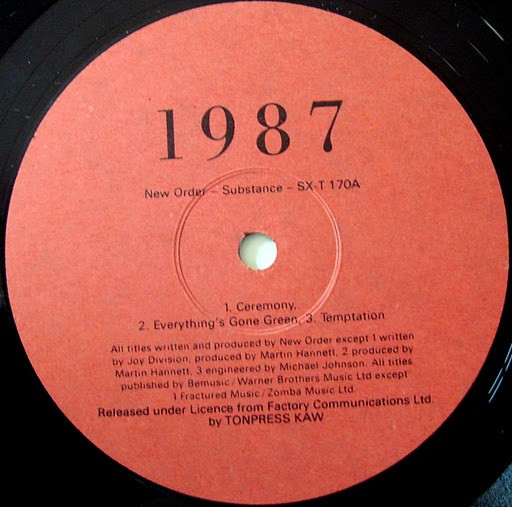 1987
New Order – Substance – SX-T 170A
1. Ceremony,
2. Everything's Gone Green, 3. Temptation
All titles written and produced by New Order except 1 written
by Joy Division, produced by Martin Hannett, 2 produced by
Martin Hannett, 3 engineered by Michael Johnson. All titles
published by Bemusic/Warner Brothers Music Ltd except
1 Fractured Music/Zomba Music Ltd.
Released under Licence from Factory Communications Ltd.
by TONPRESS KAW